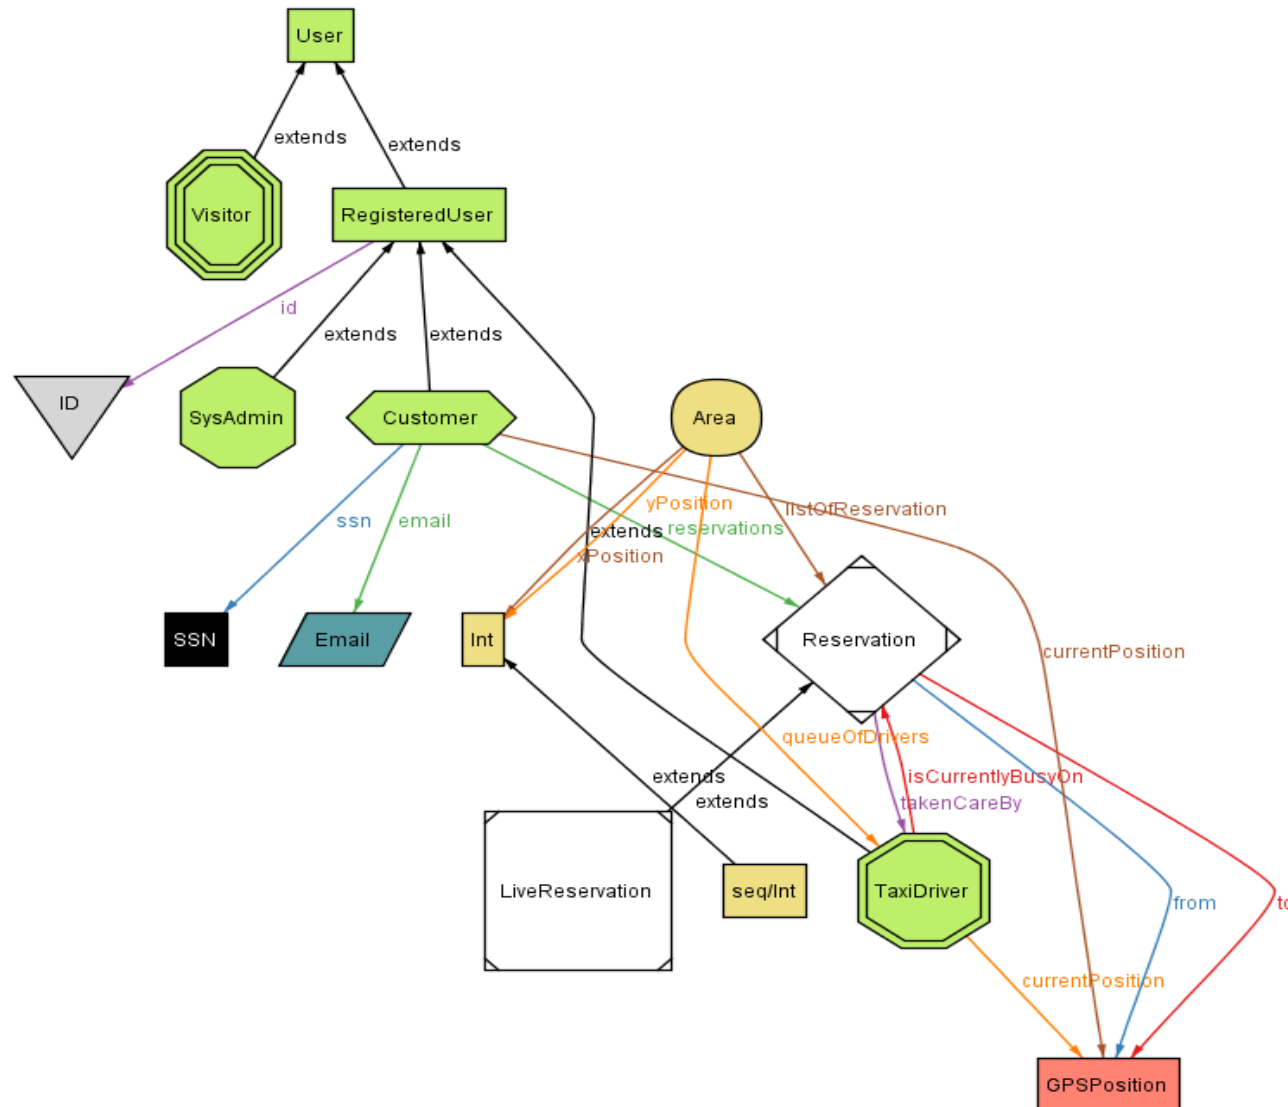 User
extends
extends
Visitor
RegisteredUser
id
extends
extends
ID
SysAdmin
Customer
Area
yPosition
listOfReservation
ssn
email
extends
reservations
xPosition
SSN
Email
Int
Reservation
currentPosition
queueOfDrivers
extends
isCurrentlyBusyOn
extends
takenCareBy
LiveReservation
seq/Int
TaxiDriver
from
to
currentPosition
GPSPosition